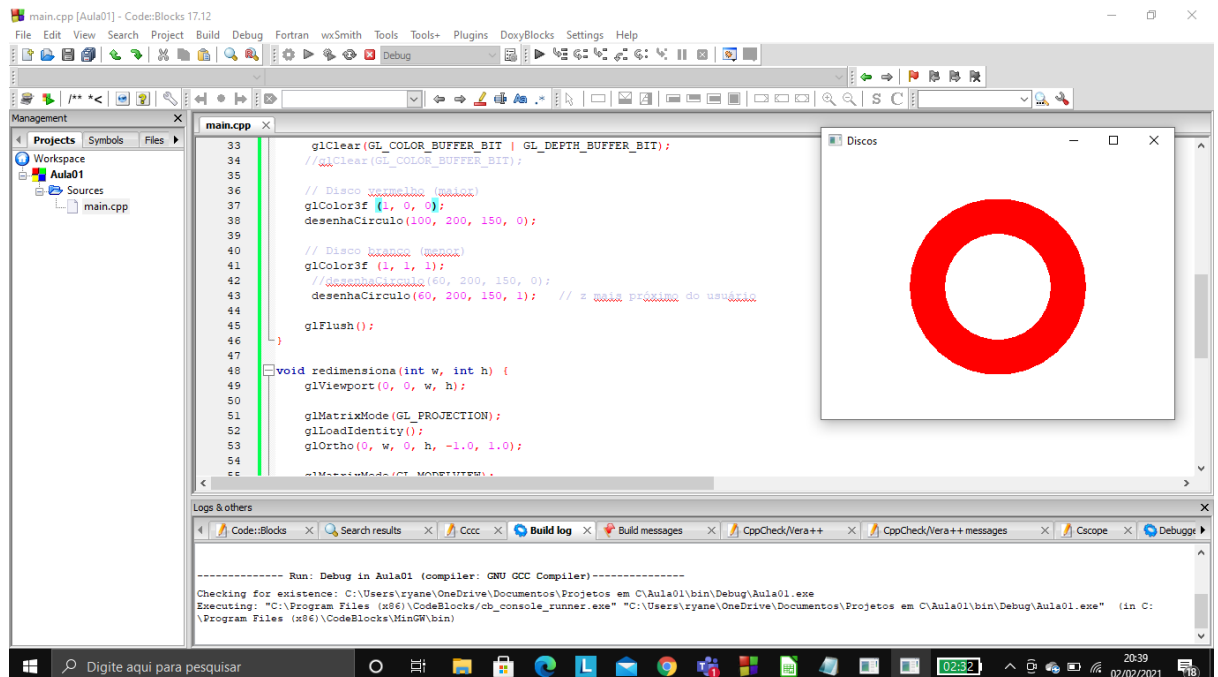 main.cpp [Aula01] - Code::Blocks 17.12
File Edit View Search Project Build Debug Fortran wxSmith Tools Tools+ Plugins DoxyBlocks Settings Help
Debug
/** *<
S C
Management
Projects Symbols Files
Workspace
Aula01
Sources
main.cpp
main.cpp
33 glClear(GL_COLOR_BUFFER_BIT | GL_DEPTH_BUFFER_BIT);
34 //glClear(GL_COLOR_BUFFER_BIT);
35
36 // Disco vermelho (maior)
37 glColor3f (1, 0, 0);
38 desenhaCirculo(100, 200, 150, 0);
39
40 // Disco branco (menor)
41 glColor3f (1, 1, 1);
42 //desenhaCirculo(60, 200, 150, 0);
43 desenhaCirculo(60, 200, 150, 1); // z mais próximo do usuário
44
45 glFlush();
46 }
47
48 void redimensiona(int w, int h) {
49 glViewport(0, 0, w, h);
50
51 glMatrixMode(GL_PROJECTION);
52 glLoadIdentity();
53 glOrtho(0, w, 0, h, -1.0, 1.0);
54
55 glMatrixMode(GL_MODELVIEW);
Discos
Logs & others
Code::Blocks Search results Cccc Build log Build messages CppCheck/Vera++ CppCheck/Vera++ messages Cscope Debugge
-------------- Run: Debug in Aula01 (compiler: GNU GCC Compiler)---------------
Checking for existence: C:\Users\ryane\OneDrive\Documentos\Projetos em C\Aula01\bin\Debug\Aula01.exe
Executing: "C:\Program Files (x86)\CodeBlocks/cb_console_runner.exe" "C:\Users\ryane\OneDrive\Documentos\Projetos em C\Aula01\bin\Debug\Aula01.exe" (in C:
\Program Files (x86)\CodeBlocks\MinGW\bin)
Digite aqui para pesquisar
L
02:32
20:39
02/02/2021
18